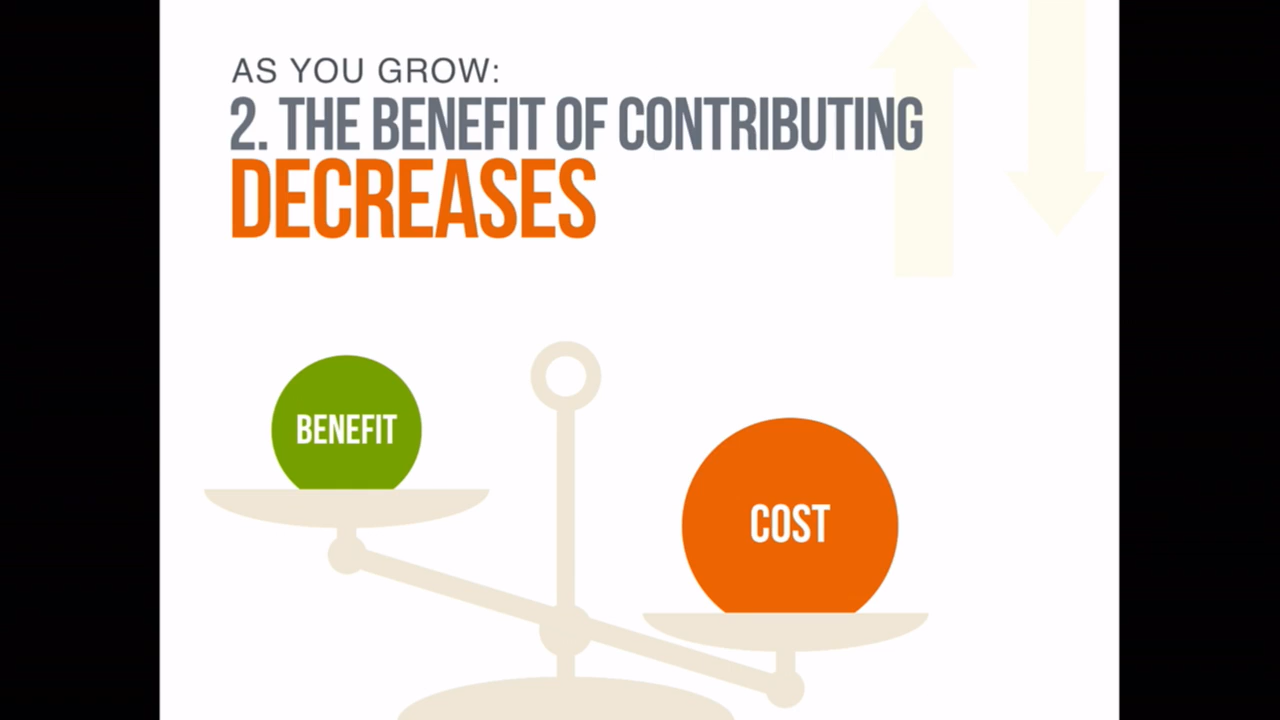 AS YOU GROW:
2. THE BENEFIT OF CONTRIBUTING
DECREASES
BENEFIT
COST